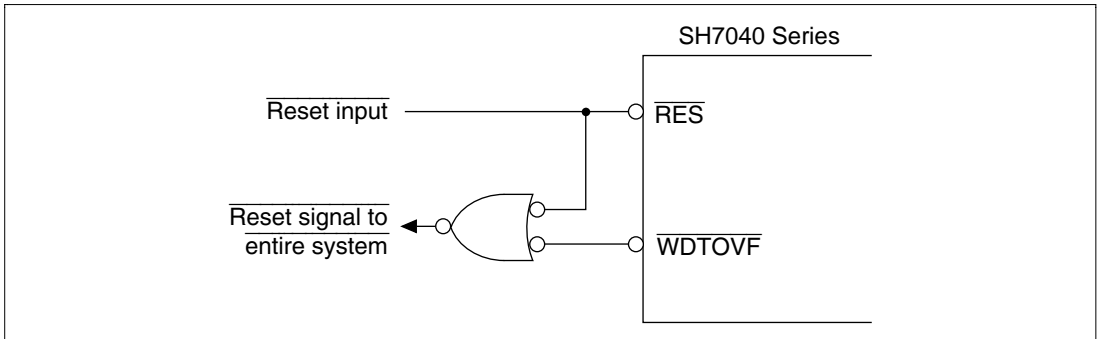 SH7040 Series
Reset input
RES
Reset signal to
entire system
WDTOVF